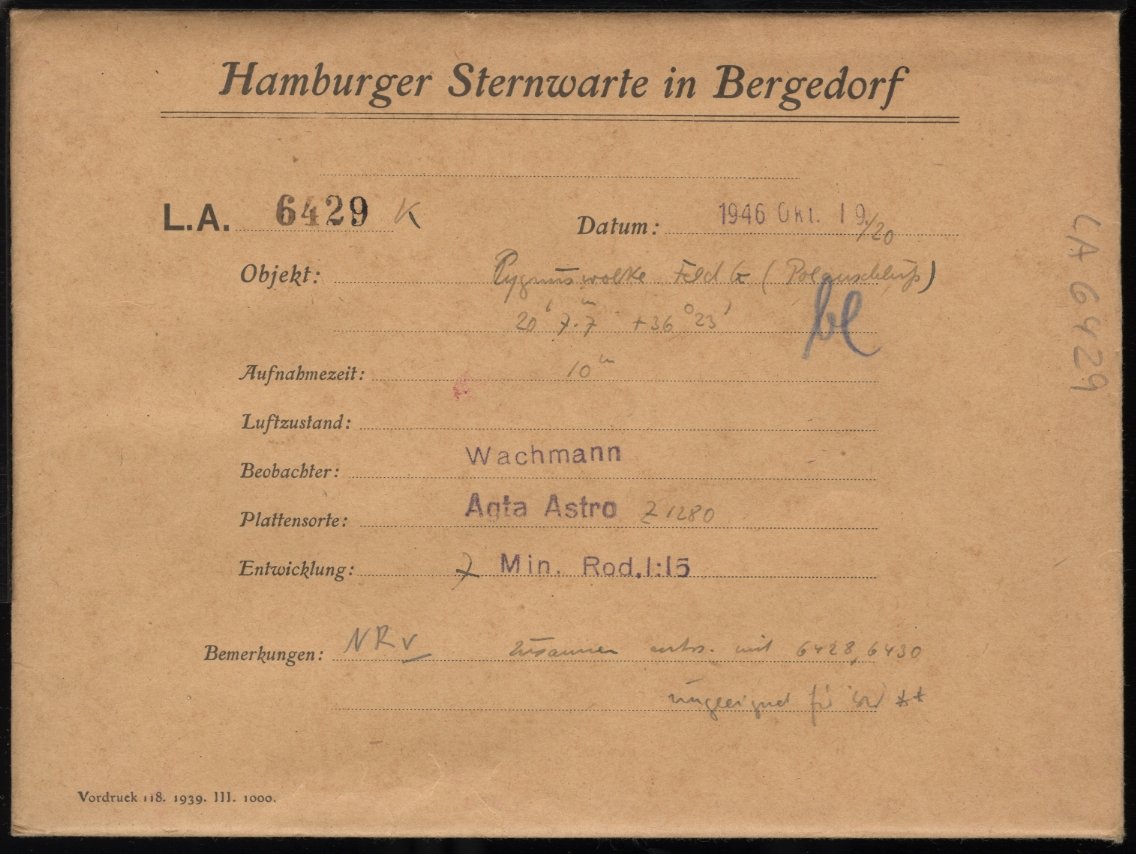 Hamburger Sternwarte in Bergedorf
L.A. 6429 K
Datum: 1946 Okt. 19/20
Objekt: Cygnuswolke Feld (Polanschluß)
20ʰ 7.7ᵐ +36°23'
bl
Aufnahmezeit: 10ᵐ
Luftzustand:
Beobachter: Wachmann
Plattensorte: Agfa Astro Z 1280
Entwicklung: 7 Min. Rod. 1:15
Bemerkungen: NRv zusammen entw. mit 6428, 6430
ungeeignet für **
Vordruck 118. 1939. III. 1000.
LA 6429